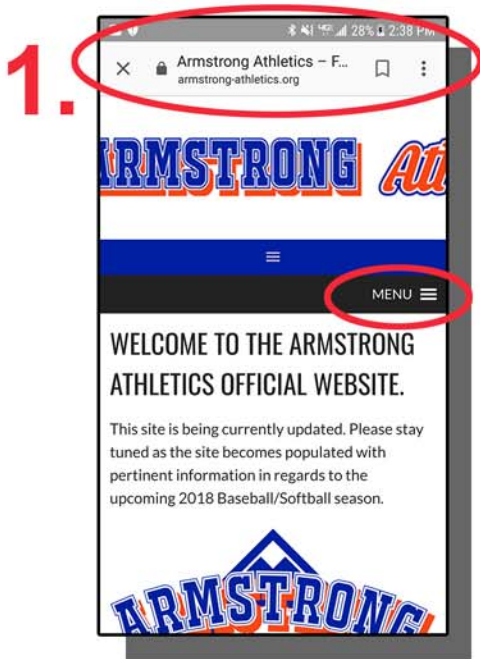 1.
28% 2:38 PM
Armstrong Athletics – F...
armstrong-athletics.org
ARMSTRONG
MENU
WELCOME TO THE ARMSTRONG
ATHLETICS OFFICIAL WEBSITE.
This site is being currently updated. Please stay
tuned as the site becomes populated with
pertinent information in regards to the
upcoming 2018 Baseball/Softball season.
ARMSTRONG